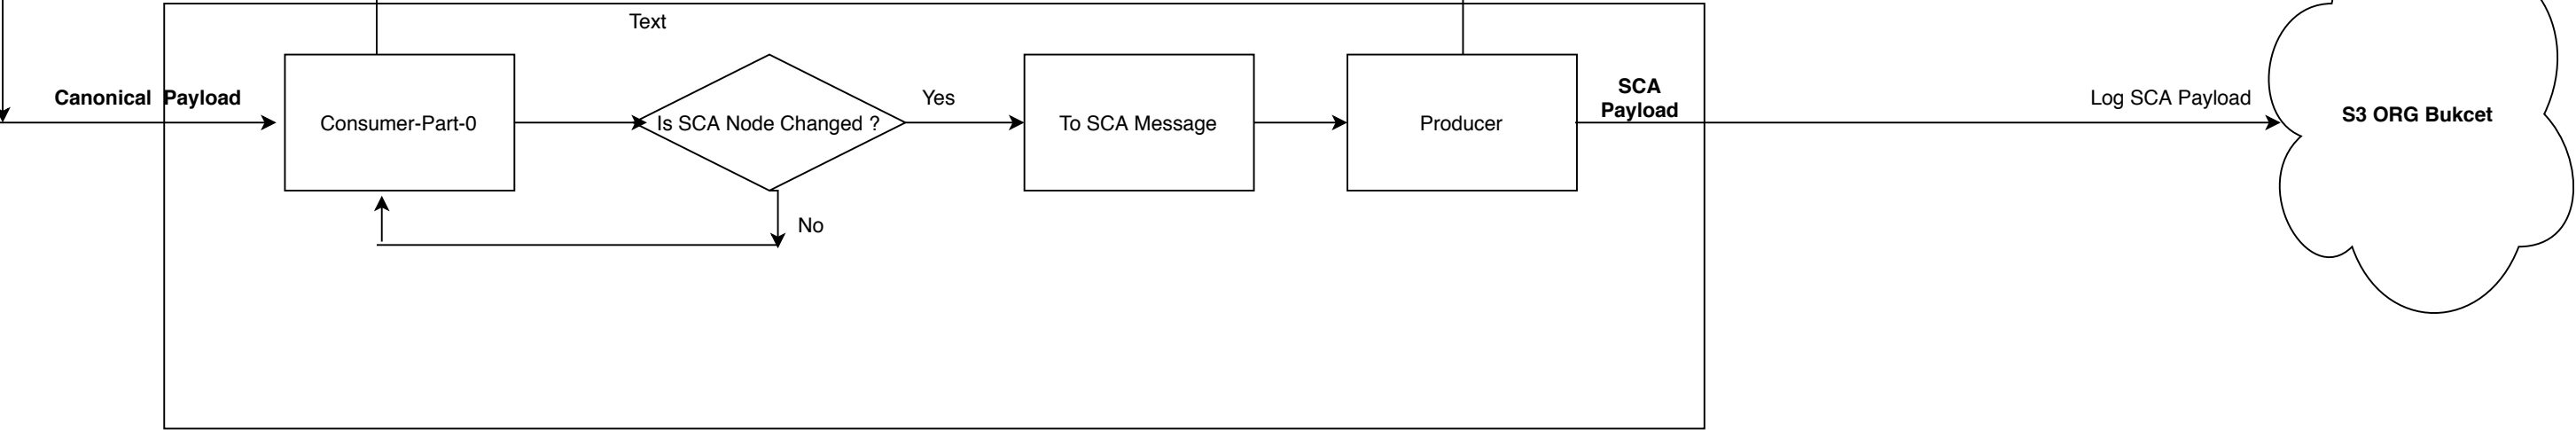 Text
Canonical Payload
Consumer-Part-0
Is SCA Node Changed ?
Yes
No
To SCA Message
Producer
SCA
Payload
Log SCA Payload
S3 ORG Bukcet